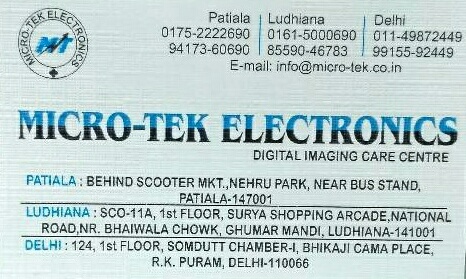 MICRO-TEK ELECTRONICS
MT
Patiala | Ludhiana | Delhi
0175-2222690 | 0161-5000690 | 011-49872449
94173-60690 | 85590-46783 | 99155-92449
E-mail: info@micro-tek.co.in
MICRO-TEK ELECTRONICS
DIGITAL IMAGING CARE CENTRE
PATIALA : BEHIND SCOOTER MKT.,NEHRU PARK, NEAR BUS STAND,
PATIALA-147001
LUDHIANA : SCO-11A, 1st FLOOR, SURYA SHOPPING ARCADE,NATIONAL
ROAD,NR. BHAIWALA CHOWK, GHUMAR MANDI, LUDHIANA-141001
DELHI : 124, 1st FLOOR, SOMDUTT CHAMBER-I, BHIKAJI CAMA PLACE,
R.K. PURAM, DELHI-110066